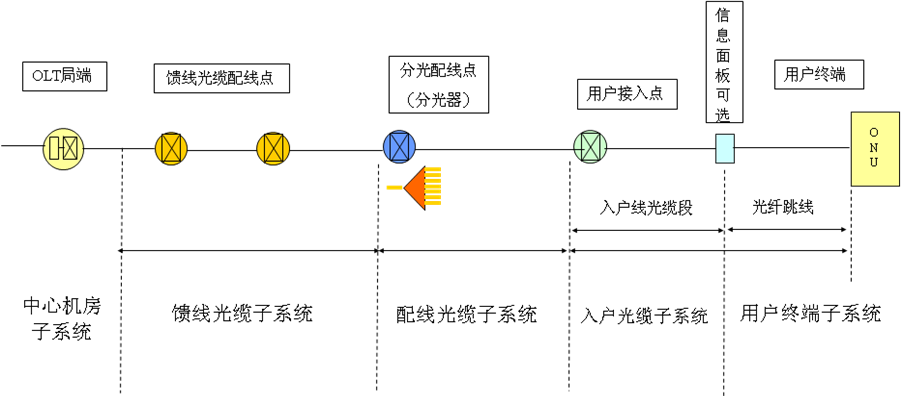 OLT局端
馈线光缆配线点
分光配线点
（分光器）
用户接入点
信息面板可选
用户终端
ONU
入户线光缆段
光纤跳线
中心机房
子系统
馈线光缆子系统
配线光缆子系统
入户光缆子系统
用户终端子系统